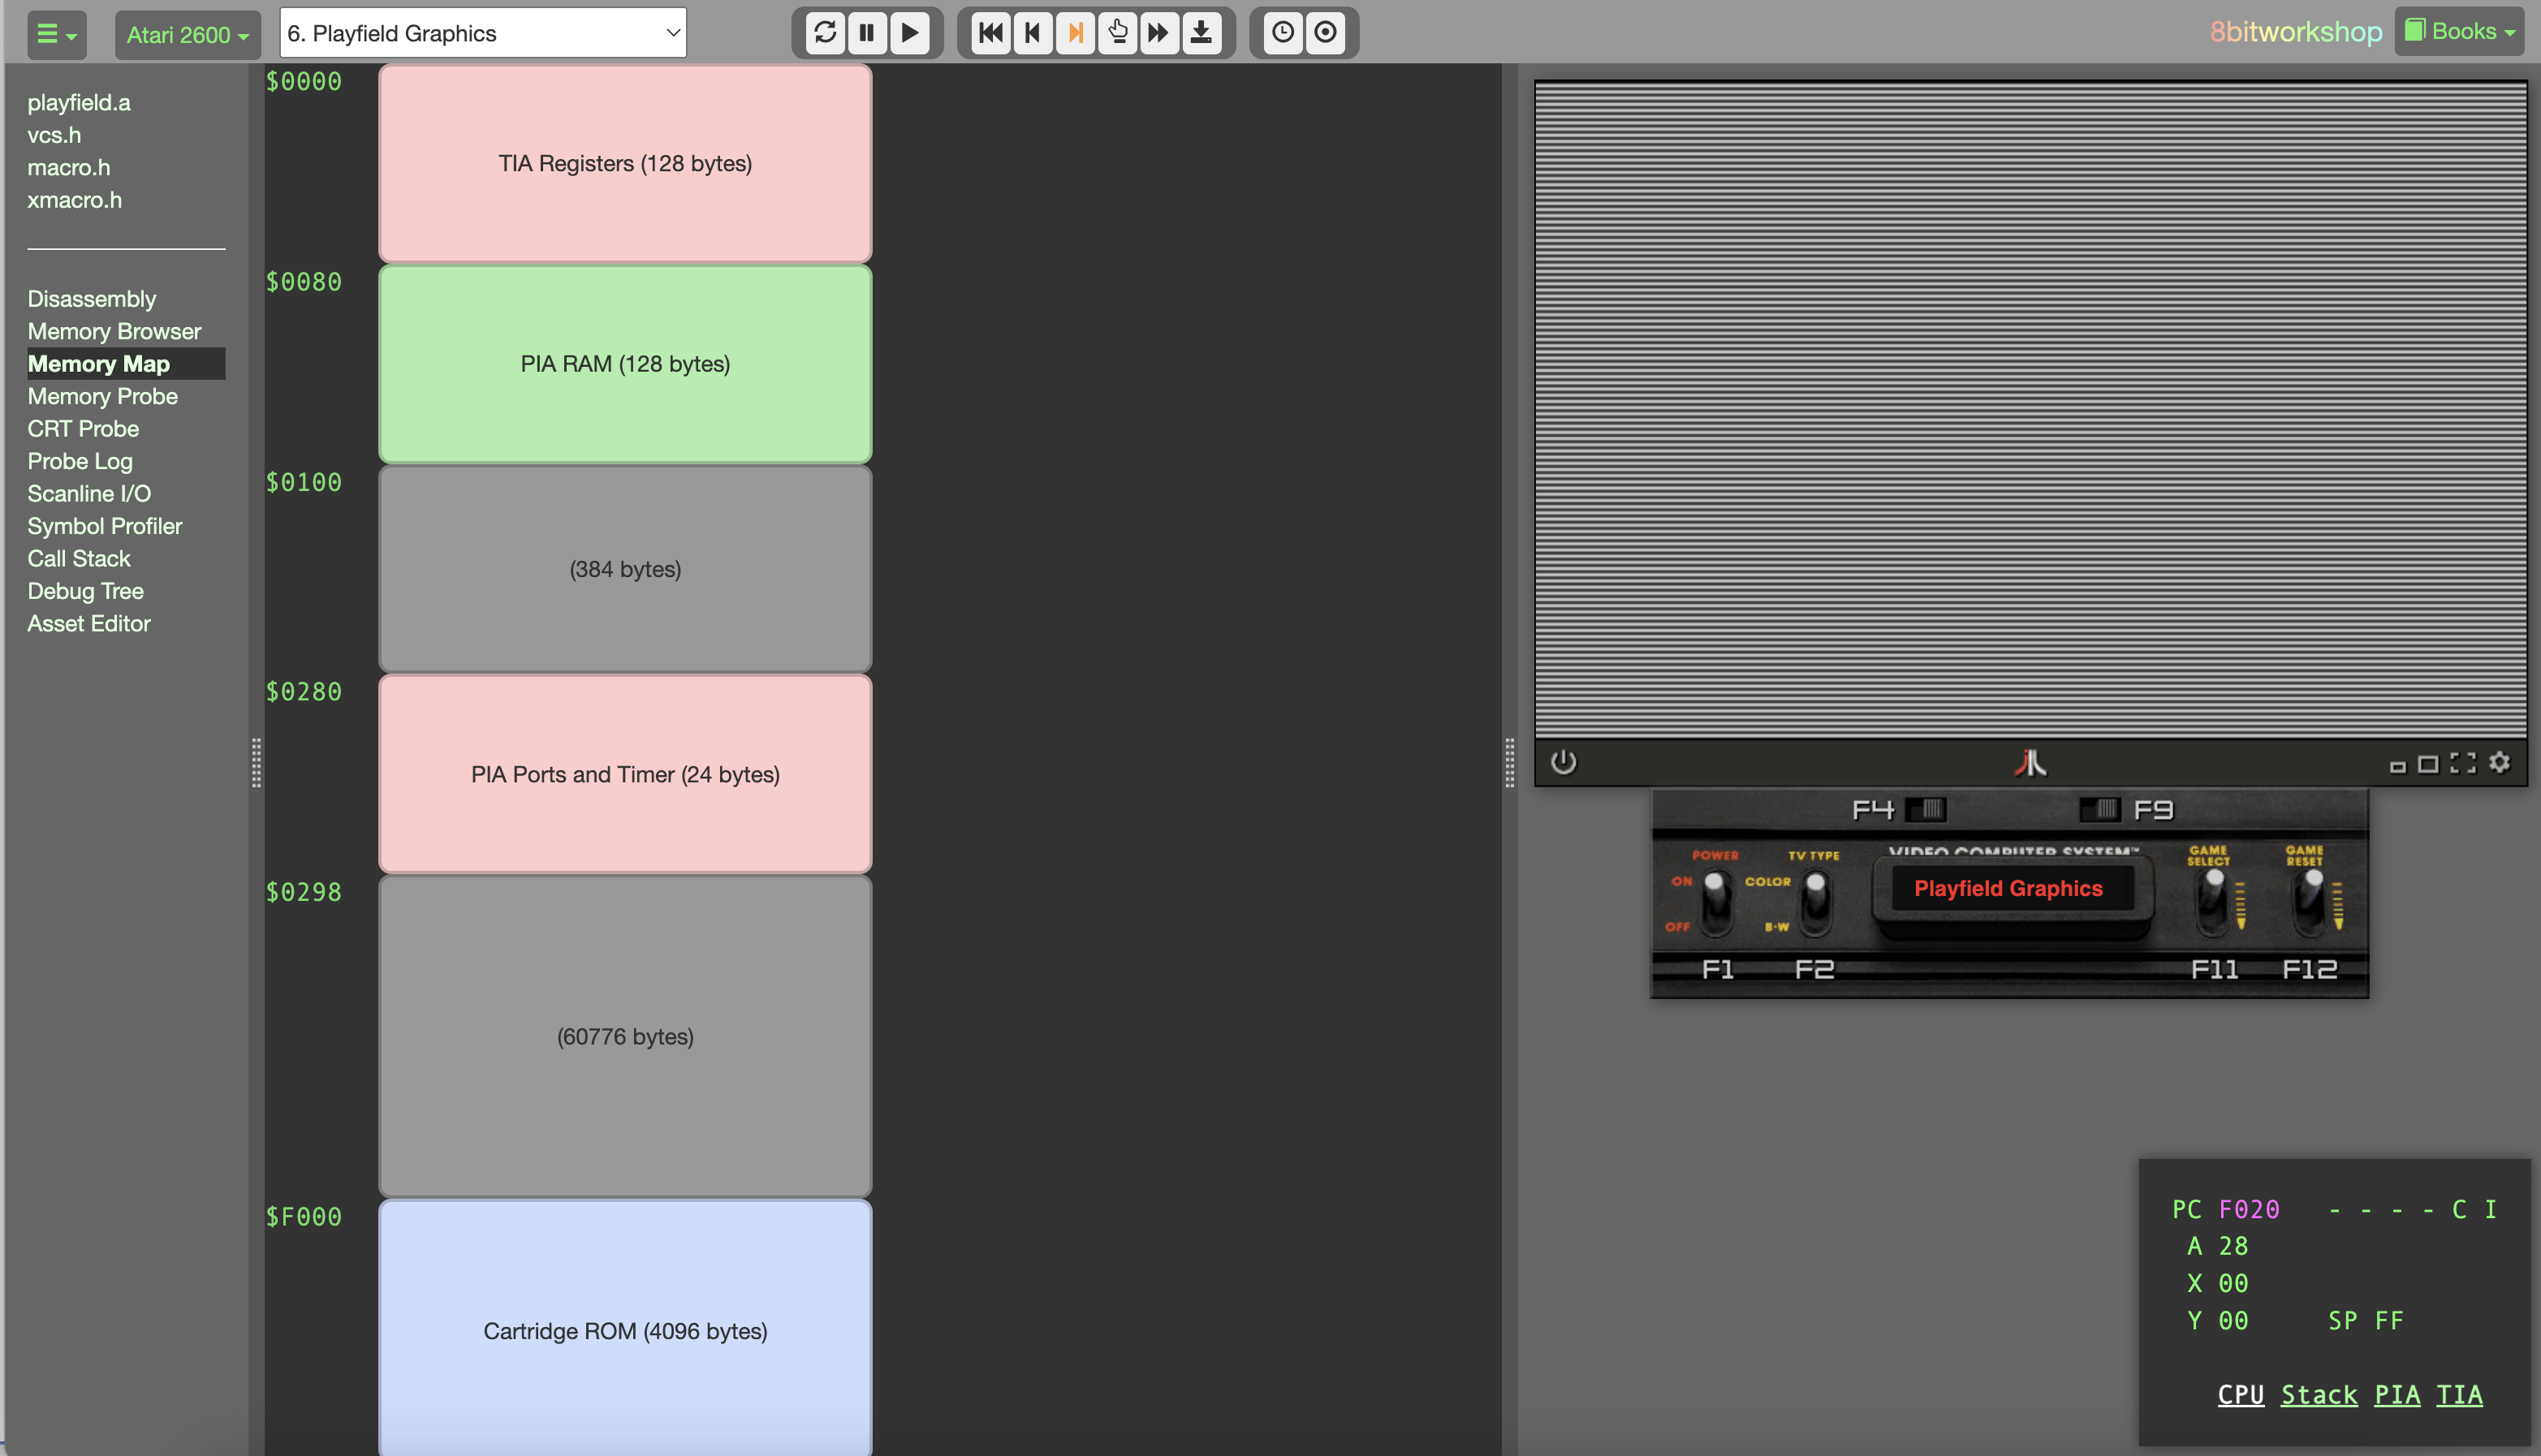 Atari 2600
6. Playfield Graphics
8bitworkshop
Books
playfield.a
vcs.h
macro.h
xmacro.h
Disassembly
Memory Browser
Memory Map
Memory Probe
CRT Probe
Probe Log
Scanline I/O
Symbol Profiler
Call Stack
Debug Tree
Asset Editor
$0000
TIA Registers (128 bytes)
$0080
PIA RAM (128 bytes)
$0100
(384 bytes)
$0280
PIA Ports and Timer (24 bytes)
$0298
(60776 bytes)
$F000
Cartridge ROM (4096 bytes)
F4 F9
VIDEO COMPUTER SYSTEM™
POWER
ON
OFF
TV TYPE
COLOR
B-W
Playfield Graphics
GAME
SELECT
GAME
RESET
F1 F2 F11 F12
PC F020 - - - - C I
A 28
X 00
Y 00 SP FF
CPU Stack PIA TIA